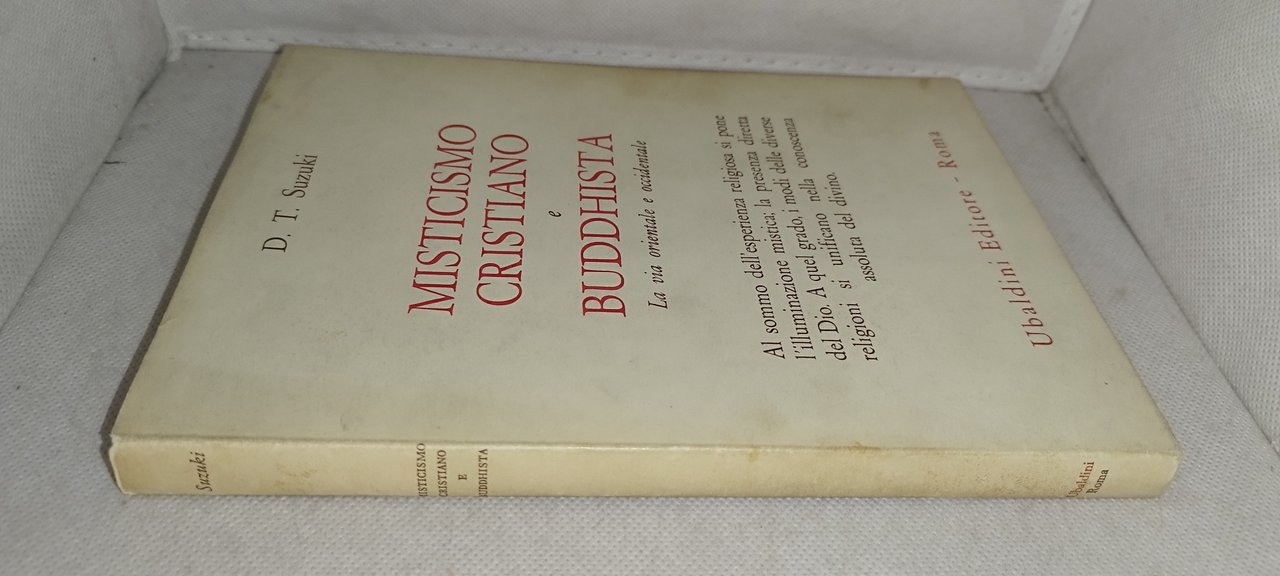 D. T. Suzuki
MISTICISMO
CRISTIANO
e
BUDDHISTA
La via orientale e occidentale
Al sommo dell'esperienza religiosa si pone
l'illuminazione mistica: la presenza diretta
del Dio. A quel grado, i modi delle diverse
religioni si unificano nella conoscenza
assoluta del divino.
Ubaldini Editore - Roma
Suzuki
MISTICISMO
CRISTIANO
E
BUDDHISTA
Ubaldini
Roma